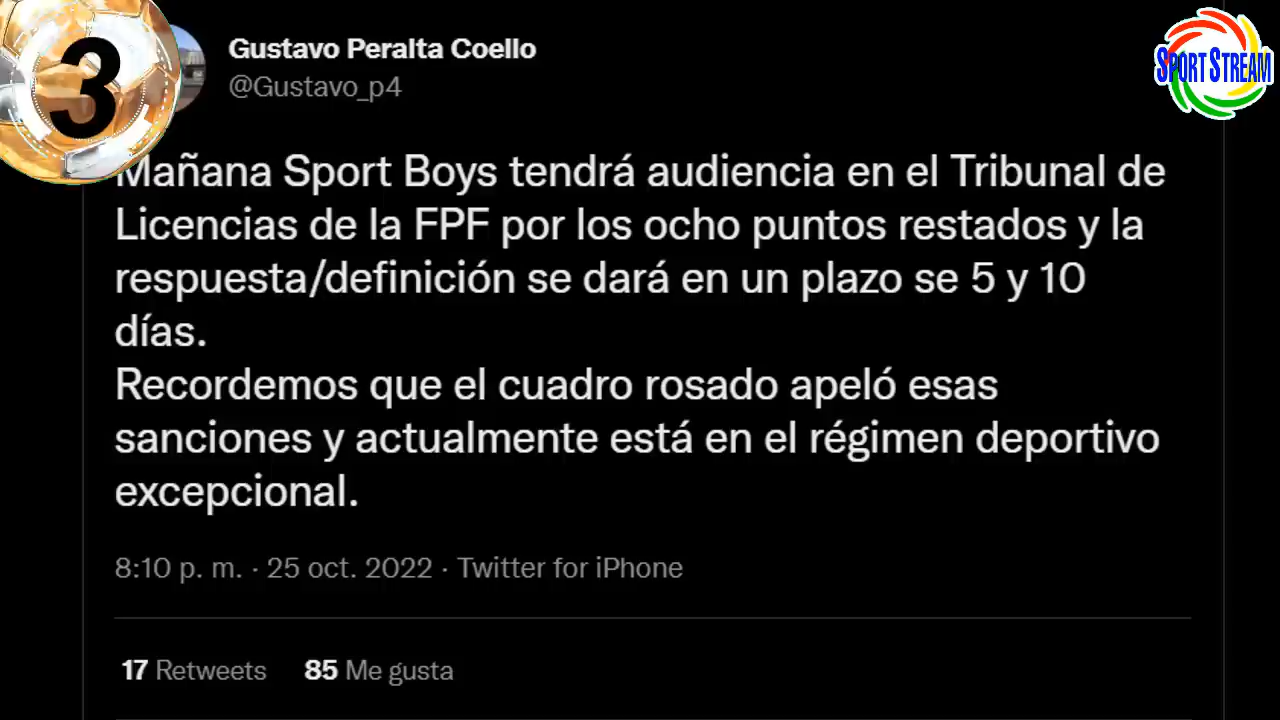 3
SPORT STREAM
Gustavo Peralta Coello
@Gustavo_p4
Mañana Sport Boys tendrá audiencia en el Tribunal de
Licencias de la FPF por los ocho puntos restados y la
respuesta/definición se dará en un plazo se 5 y 10
días.
Recordemos que el cuadro rosado apeló esas
sanciones y actualmente está en el régimen deportivo
excepcional.
8:10 p. m. · 25 oct. 2022 · Twitter for iPhone
17 Retweets 85 Me gusta